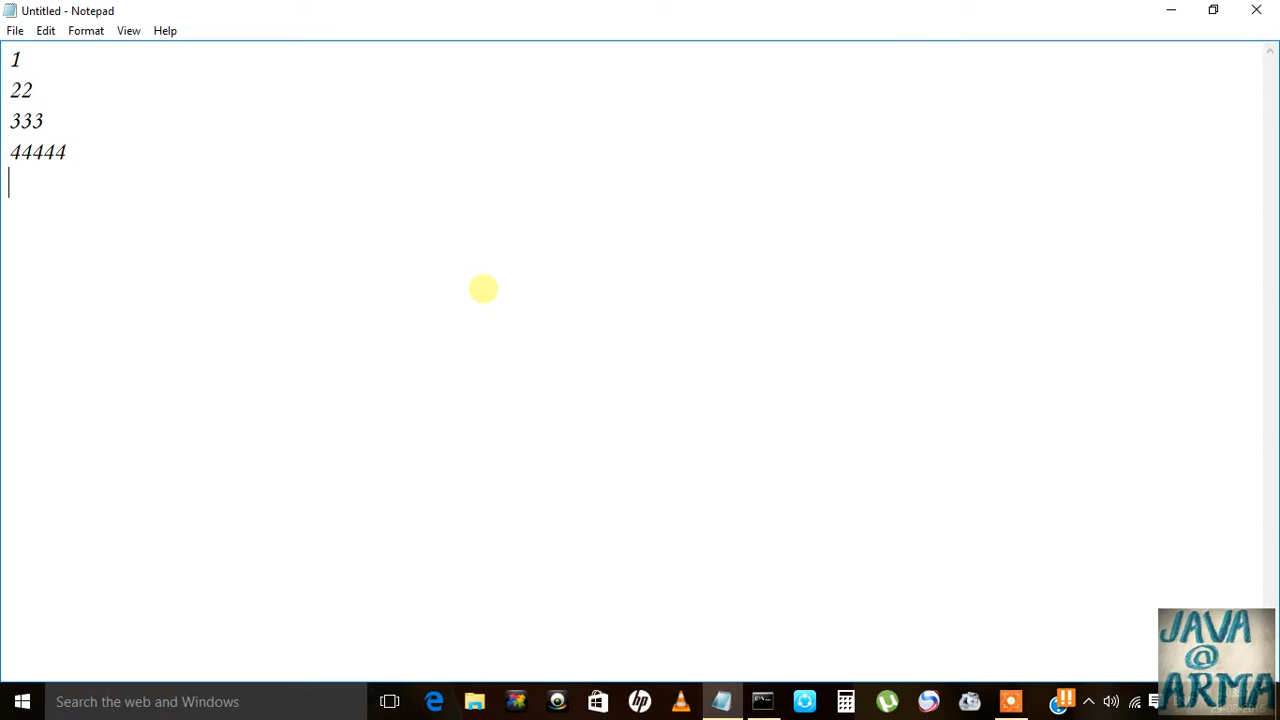 Untitled - Notepad
File Edit Format View Help
1
22
333
44444
JAVA
@
ARMA
Search the web and Windows